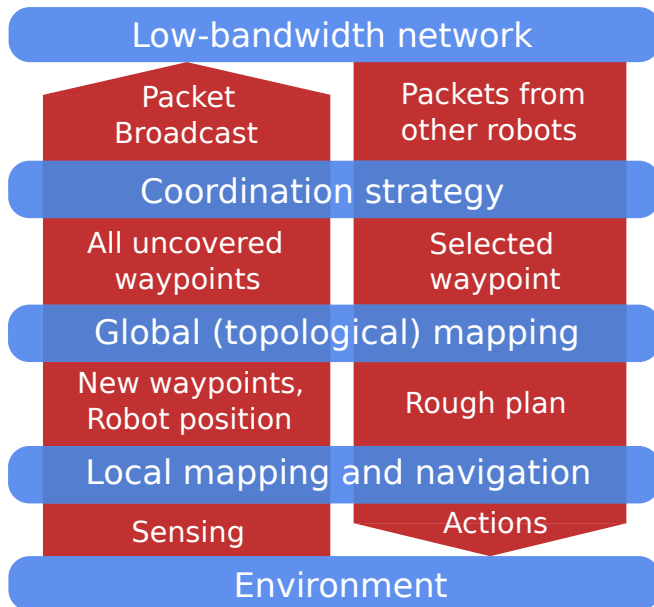 Low-bandwidth network
Packet
Broadcast
Packets from
other robots
Coordination strategy
All uncovered
waypoints
Selected
waypoint
Global (topological) mapping
New waypoints,
Robot position
Rough plan
Local mapping and navigation
Sensing
Actions
Environment